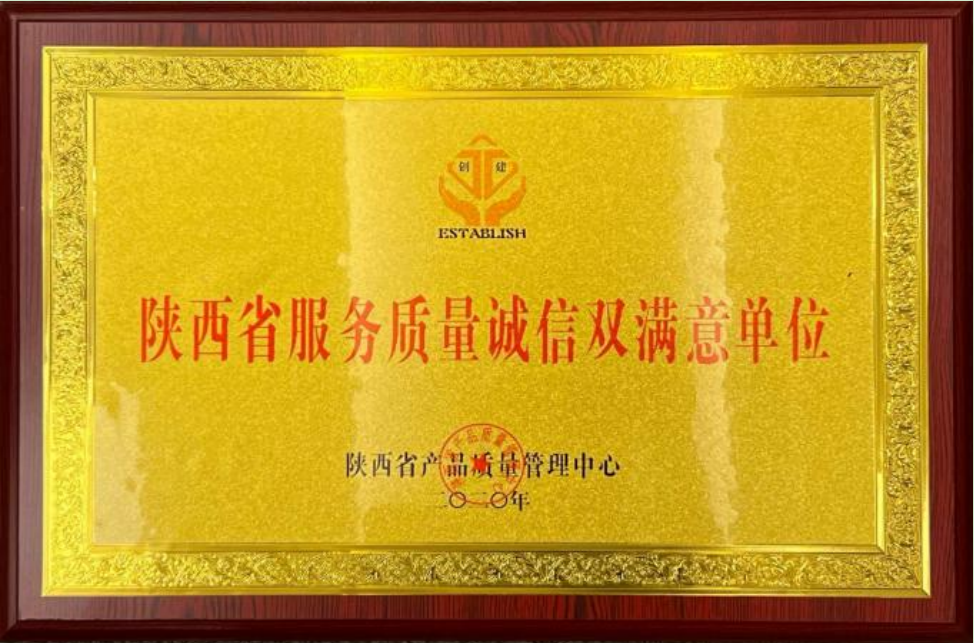 创 建
ESTABLISH
陕西省服务质量诚信双满意单位
陕西省产品质量管理中心
二〇二〇年